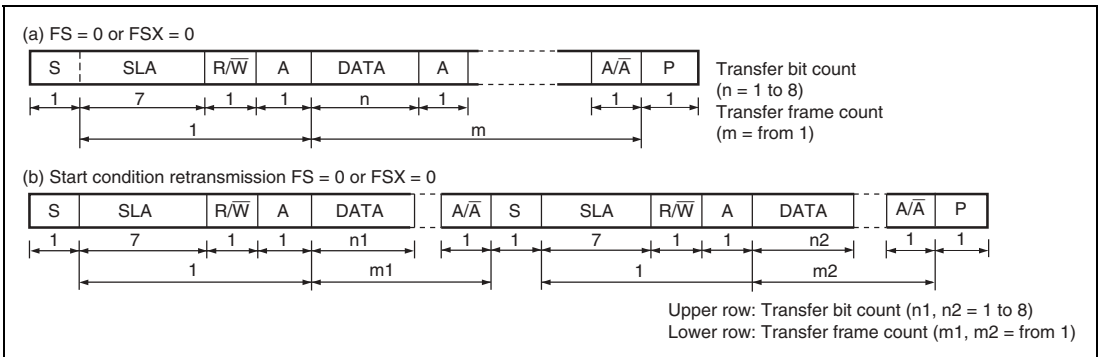 (a) FS = 0 or FSX = 0
S SLA R/W̅ A DATA A A/A̅ P
1 7 1 1 n 1 1 1
1 m
Transfer bit count
(n = 1 to 8)
Transfer frame count
(m = from 1)
(b) Start condition retransmission FS = 0 or FSX = 0
S SLA R/W̅ A DATA A/A̅ S SLA R/W̅ A DATA A/A̅ P
1 7 1 1 n1 1 1 7 1 1 n2 1 1
1 m1 1 m2
Upper row: Transfer bit count (n1, n2 = 1 to 8)
Lower row: Transfer frame count (m1, m2 = from 1)